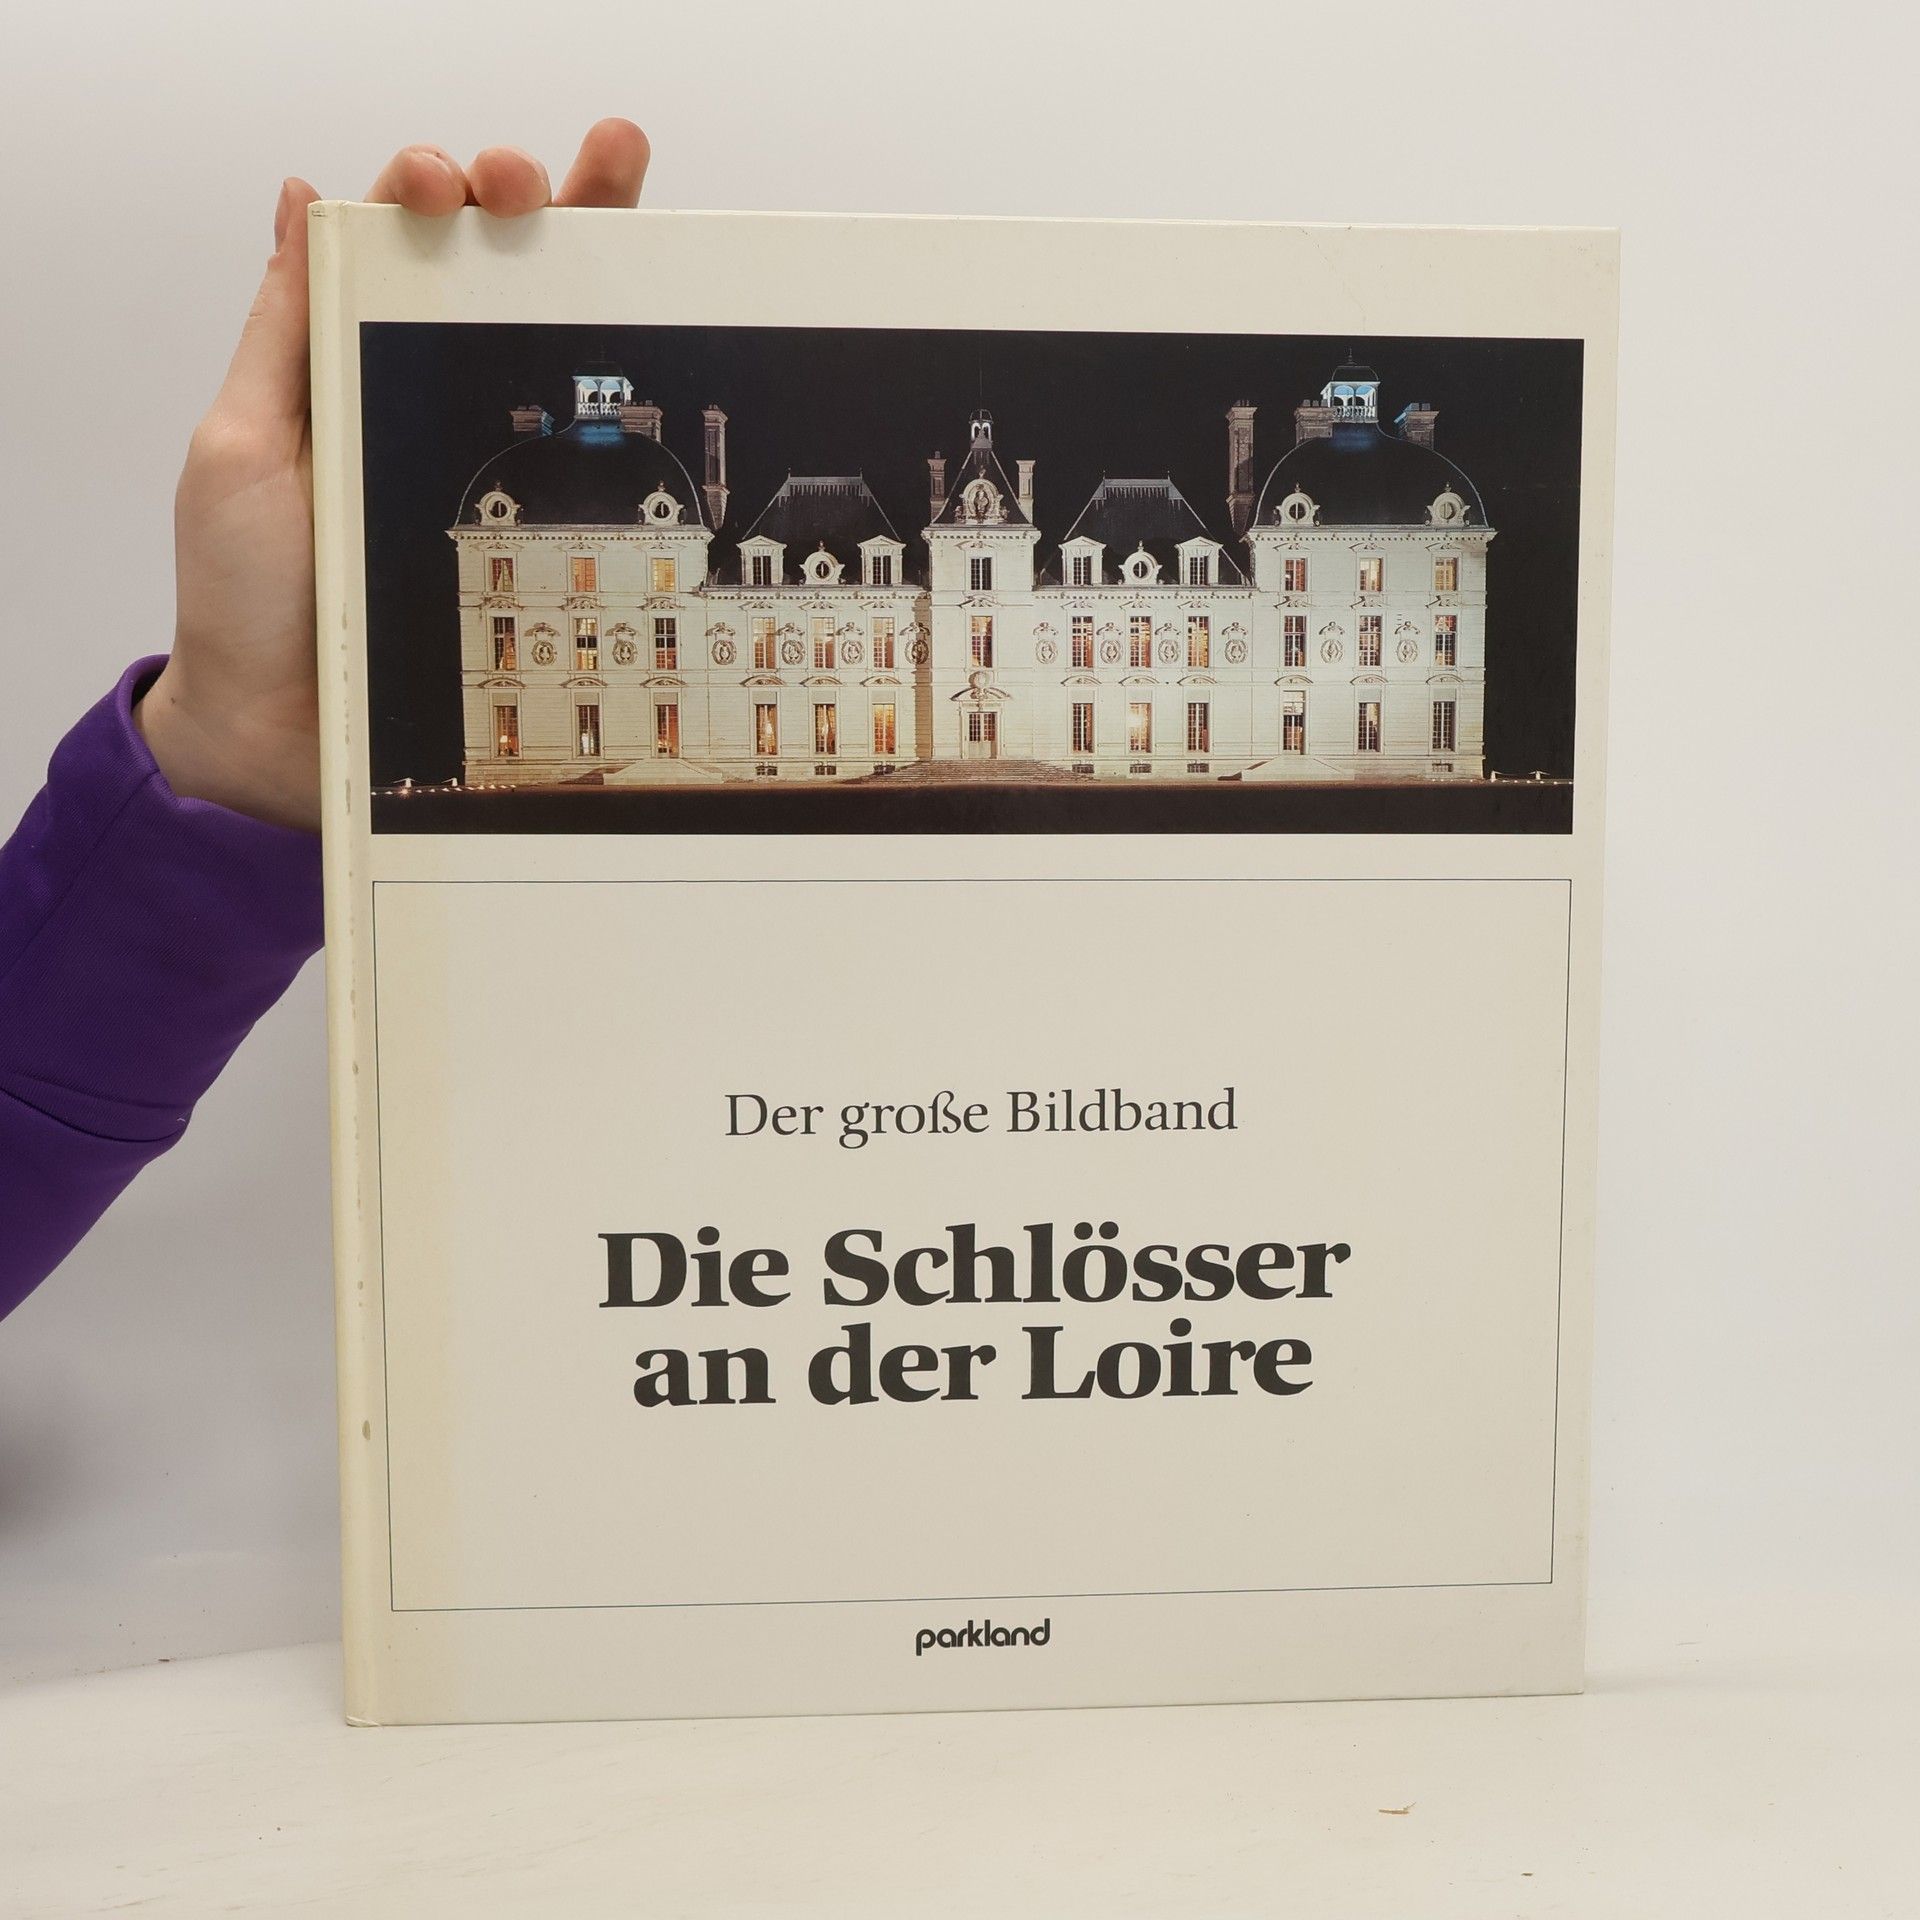 Der große Bildband
Die Schlösser
an der Loire
parkland